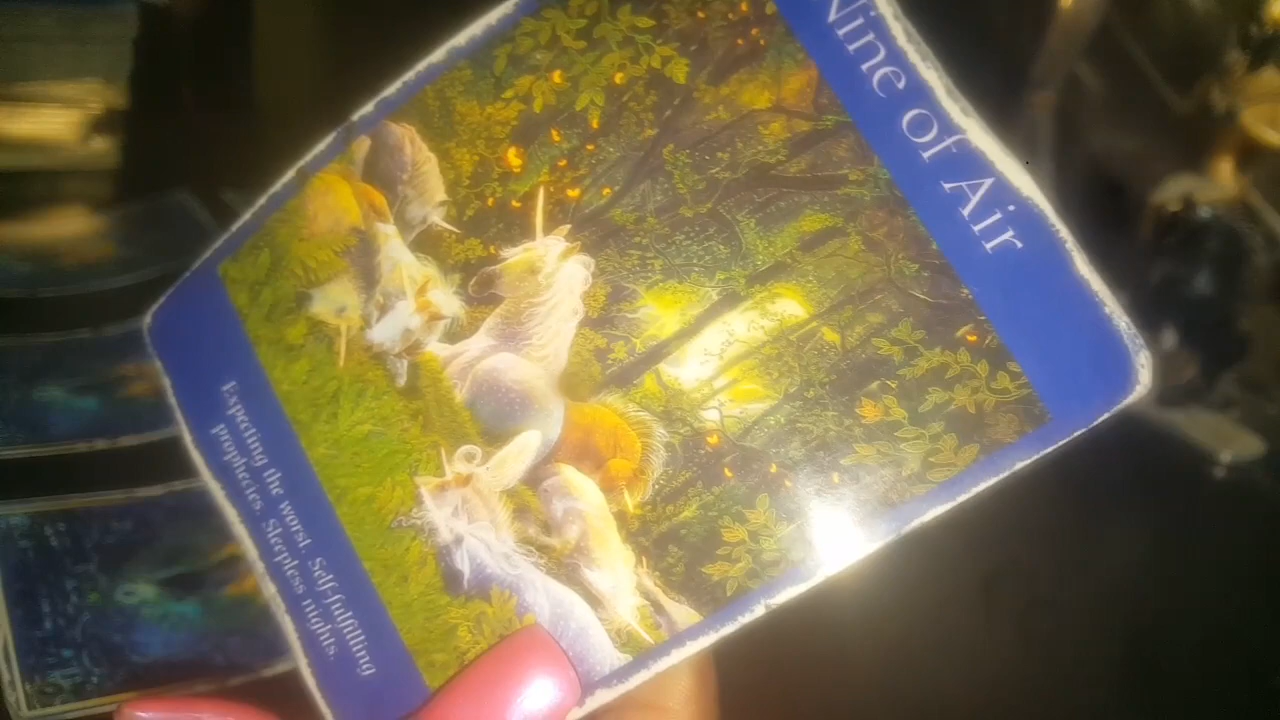 Nine of Air
Expecting the worst. Self-fulfilling
prophecies. Sleepless nights.